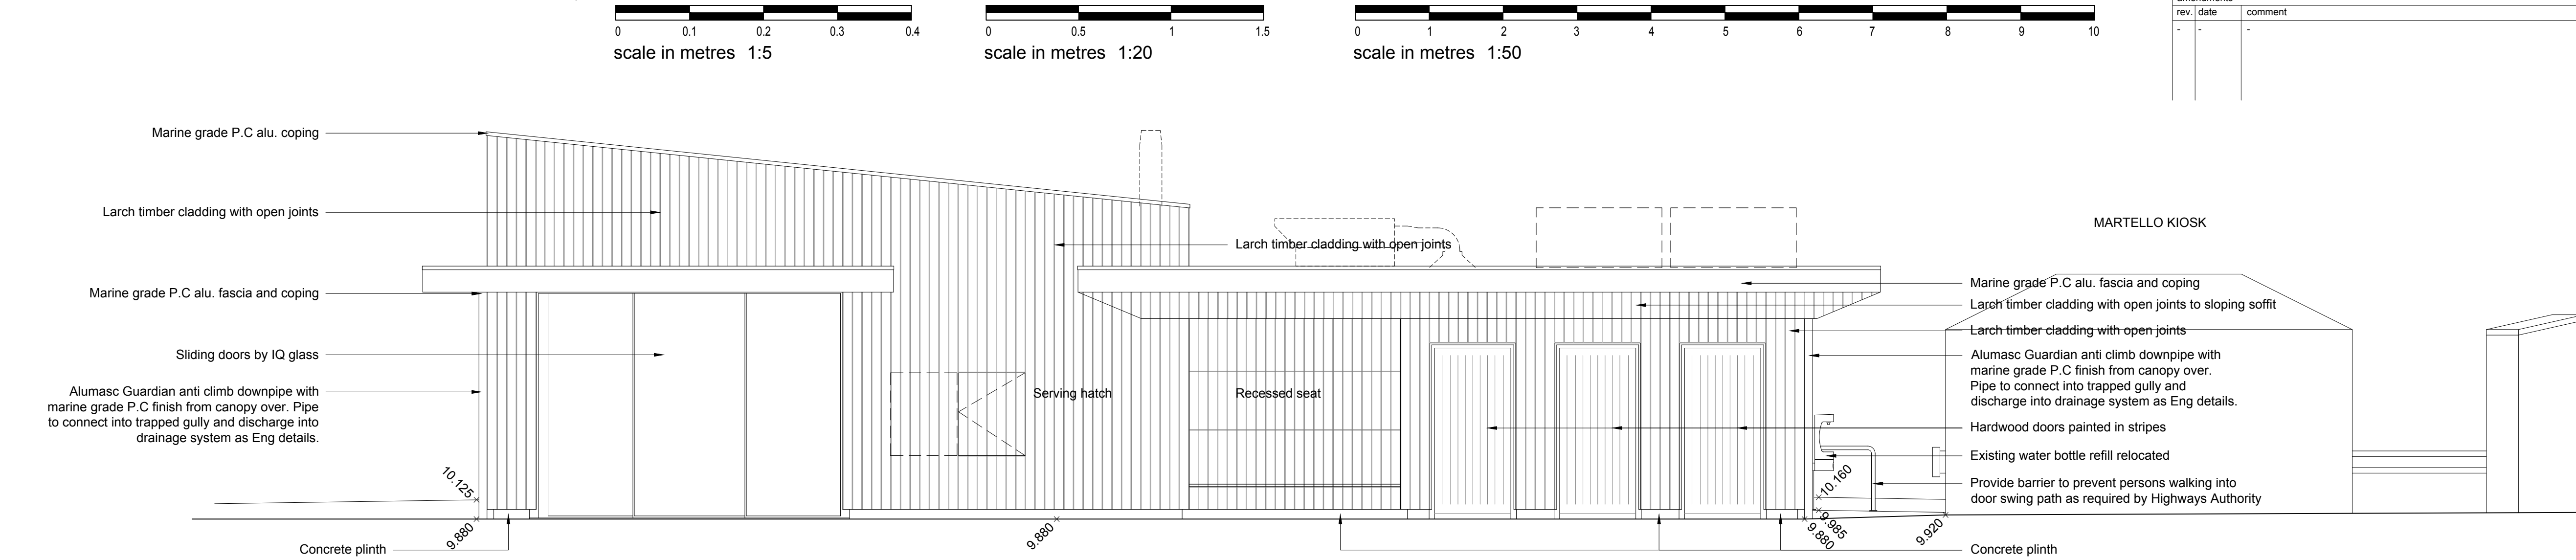 amendments
rev. date comment
- - -
0 0.1 0.2 0.3 0.4
scale in metres 1:5
0 0.5 1 1.5
scale in metres 1:20
0 1 2 3 4 5 6 7 8 9 10
scale in metres 1:50
Marine grade P.C alu. coping
Larch timber cladding with open joints
Marine grade P.C alu. fascia and coping
Sliding doors by IQ glass
Alumasc Guardian anti climb downpipe with
marine grade P.C finish from canopy over. Pipe
to connect into trapped gully and discharge into
drainage system as Eng details.
10.125
9.880
Concrete plinth
Larch timber cladding with open joints
Serving hatch
Recessed seat
9.880
MARTELLO KIOSK
Marine grade P.C alu. fascia and coping
Larch timber cladding with open joints to sloping soffit
Larch timber cladding with open joints
Alumasc Guardian anti climb downpipe with
marine grade P.C finish from canopy over.
Pipe to connect into trapped gully and
discharge into drainage system as Eng details.
Hardwood doors painted in stripes
Existing water bottle refill relocated
Provide barrier to prevent persons walking into
door swing path as required by Highways Authority
10.160
9.985
9.880
9.920
Concrete plinth